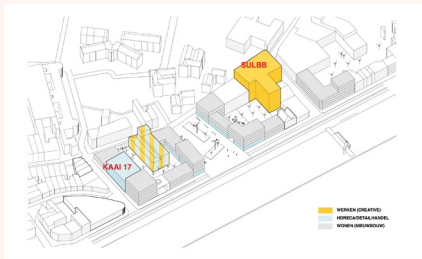 SULBB
KAAI 17
WERKEN (CREATIVE)
HORECA/DETAILHANDEL
WONEN (NIEUWBOUW)